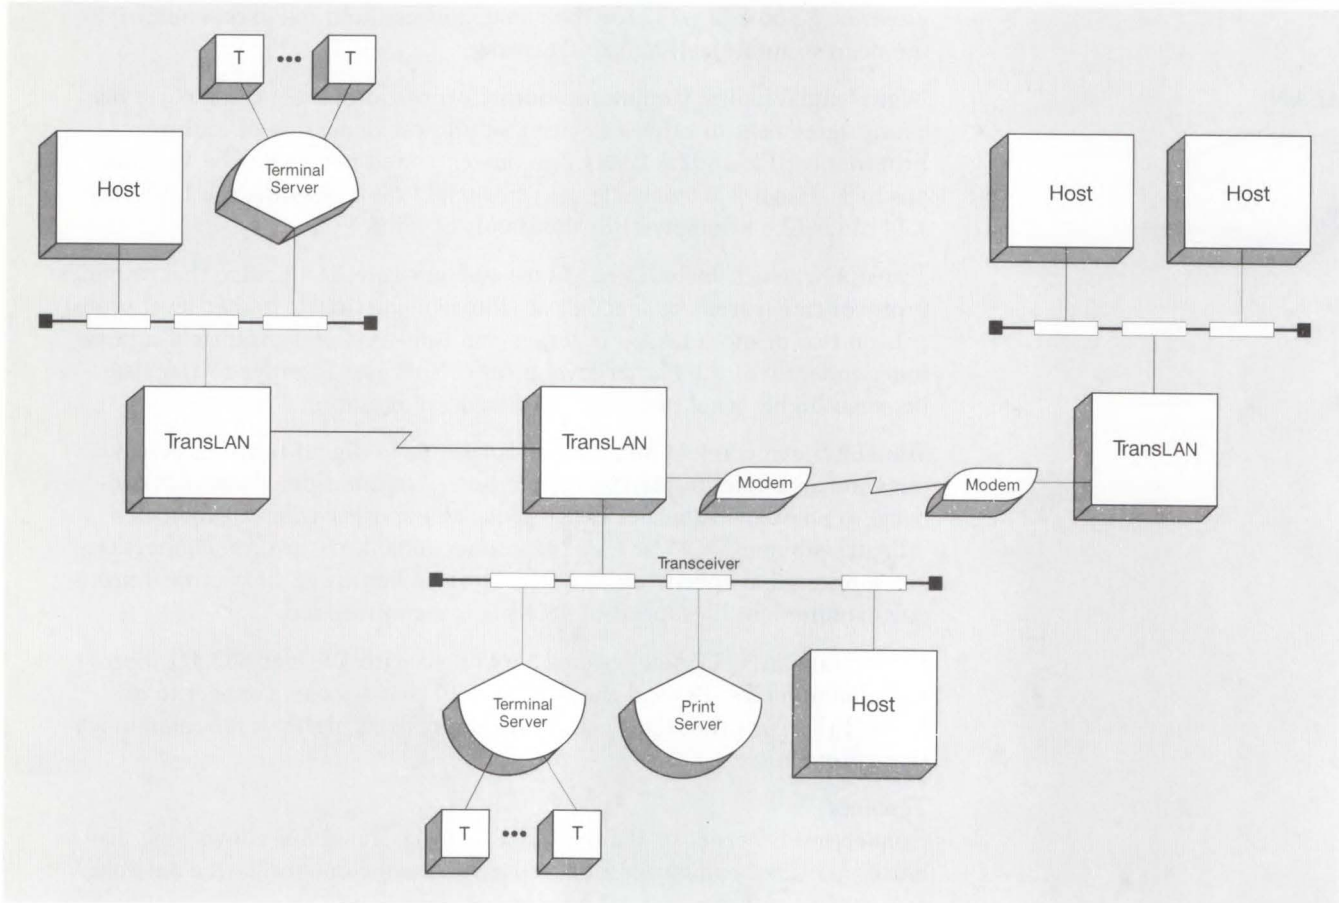 T ••• T
Host
Terminal
Server
Host
Host
TransLAN
TransLAN
TransLAN
Modem
Modem
Transceiver
Terminal
Server
Print
Server
Host
T ••• T